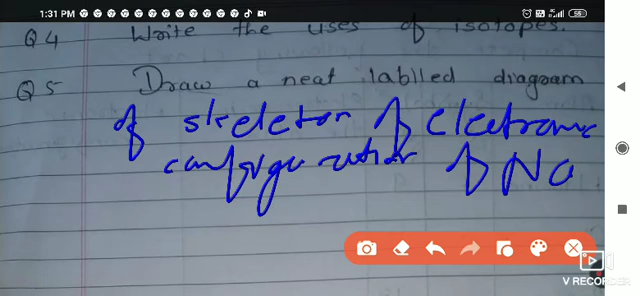 1:31 PM
55
Q4 Write the uses of isotopes.
Q5 Draw a neat lablled diagram
of skeleton of electronic
configuration of Na
V RECORDER